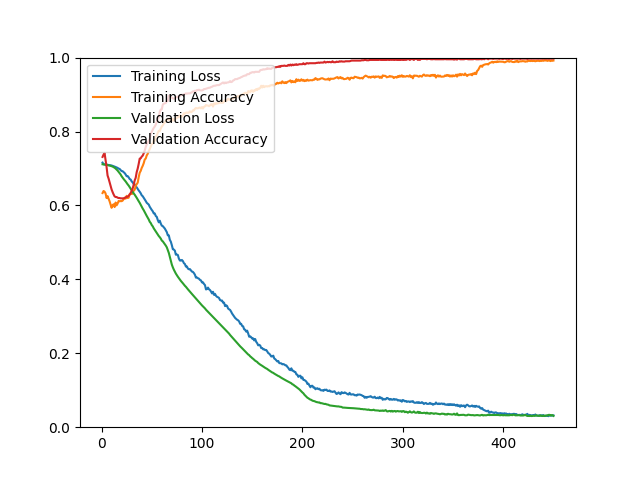 Training Loss
Training Accuracy
Validation Loss
Validation Accuracy
1.0
0.8
0.6
0.4
0.2
0.0
0 100 200 300 400